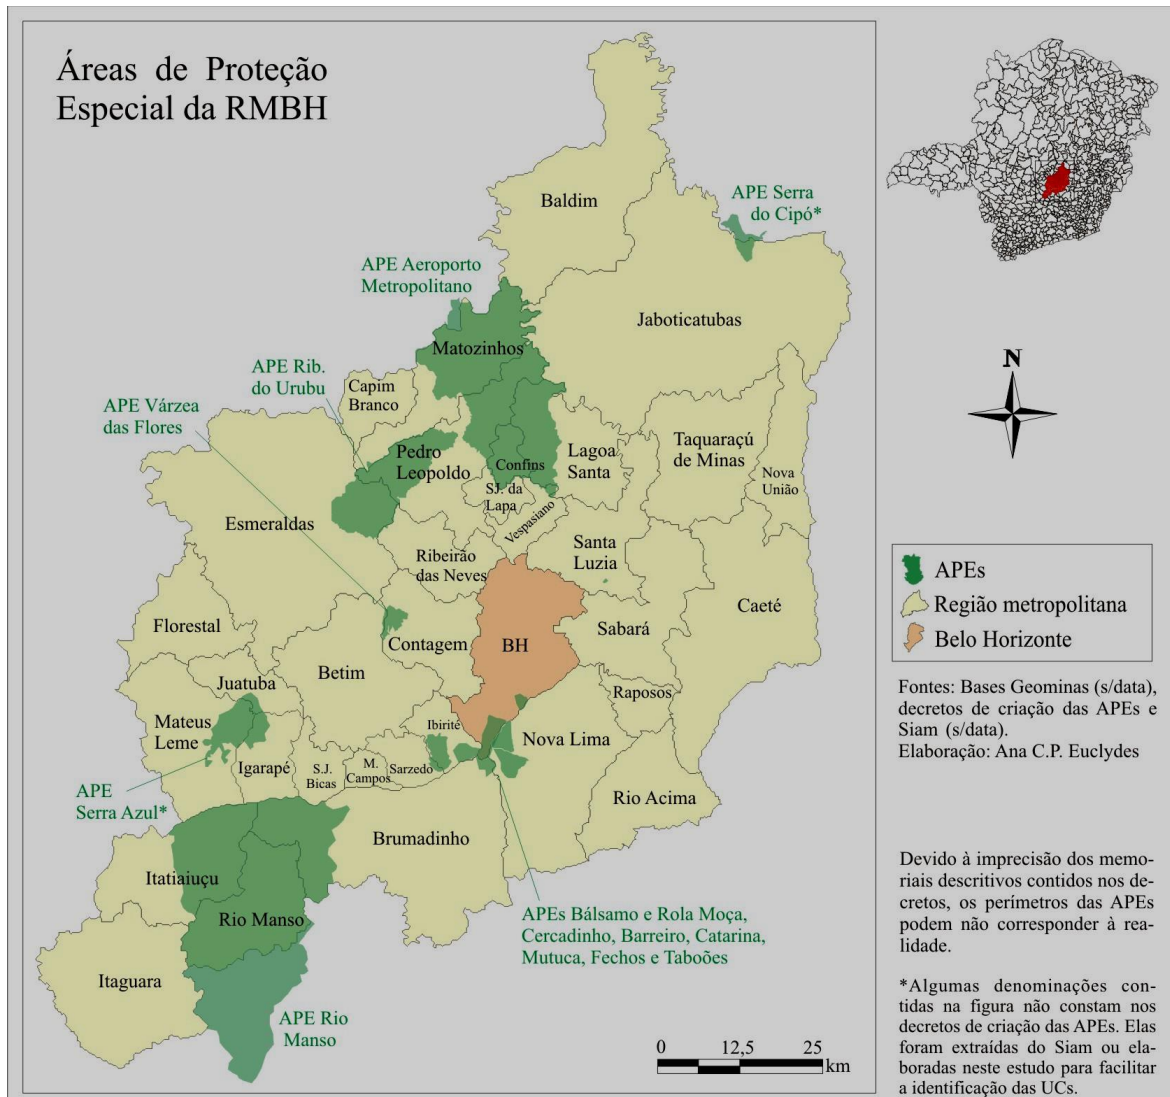 Áreas de Proteção
Especial da RMBH
Baldim
APE Serra
do Cipó*
APE Aeroporto
Metropolitano
Jaboticatubas
Matozinhos
APE Rib.
do Urubu
Capim
Branco
APE Várzea
das Flores
Pedro
Leopoldo
Confins
Lagoa
Santa
Taquaraçú
de Minas
Nova
União
SJ. da
Lapa
Vespasiano
Esmeraldas
Ribeirão
das Neves
Santa
Luzia
Caeté
Florestal
Sabará
Contagem
BH
Betim
Juatuba
Raposos
Mateus
Leme
Ibirité
Nova Lima
Igarapé
S.J.
Bicas
M.
Campos
Sarzedo
APE
Serra Azul*
Rio Acima
Brumadinho
Itatiaiuçu
Rio Manso
APEs Bálsamo e Rola Moça,
Cercadinho, Barreiro, Catarina,
Mutuca, Fechos e Taboões
Itaguara
APE Rio
Manso
0 12,5 25
km
N
APEs
Região metropolitana
Belo Horizonte
Fontes: Bases Geominas (s/data),
decretos de criação das APEs e
Siam (s/data).
Elaboração: Ana C.P. Euclydes
Devido à imprecisão dos memo-
riais descritivos contidos nos de-
cretos, os perímetros das APEs
podem não corresponder à rea-
lidade.
*Algumas denominações con-
tidas na figura não constam nos
decretos de criação das APEs. Elas
foram extraídas do Siam ou ela-
boradas neste estudo para facilitar
a identificação das UCs.